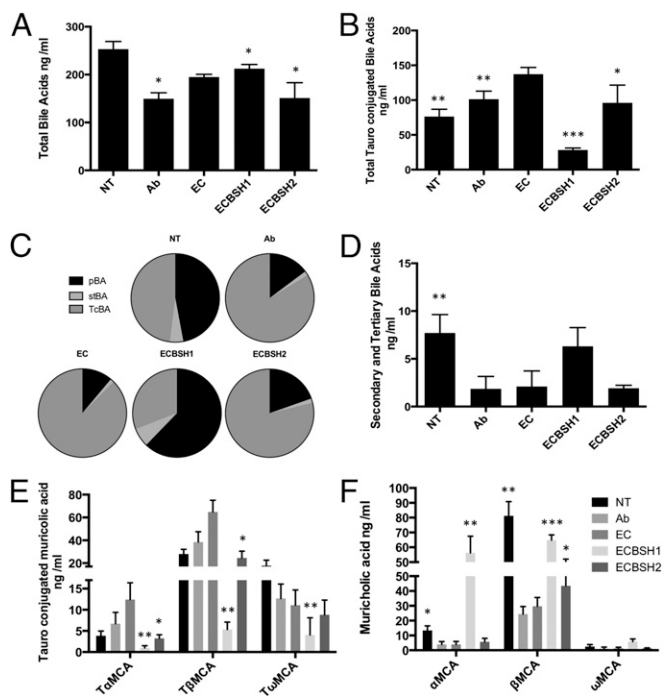 A
Total Bile Acids ng /ml
300
200
100
0
*
*
*
NT
Ab
EC
ECBSH1
ECBSH2
B
Total Tauro conjugated Bile Acids
ng /ml
200
150
100
50
0
**
**
***
*
NT
Ab
EC
ECBSH1
ECBSH2
C
pBA
stBA
TcBA
NT
Ab
EC
ECBSH1
ECBSH2
D
Secondary and Tertiary Bile Acids
ng /ml
15
10
5
0
**
NT
Ab
EC
ECBSH1
ECBSH2
E
Tauro conjugated muricolic acid
ng /ml
80
60
40
20
15
10
5
0
**
*
**
*
**
TαMCA
TβMCA
TωMCA
F
Muricholic acid ng /ml
100
90
80
70
60
50
40
30
20
10
0
*
**
**
***
*
αMCA
βMCA
ωMCA
NT
Ab
EC
ECBSH1
ECBSH2